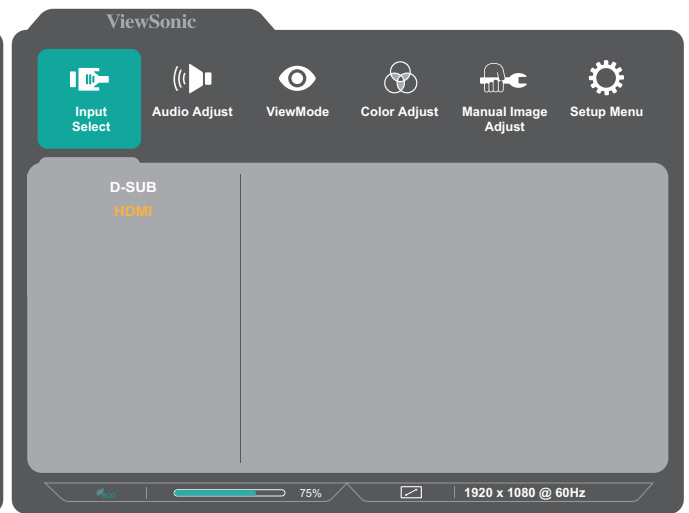 ViewSonic
Input
Select
Audio Adjust
ViewMode
Color Adjust
Manual Image
Adjust
Setup Menu
D-SUB
HDMI
eco
75%
1920 x 1080 @ 60Hz